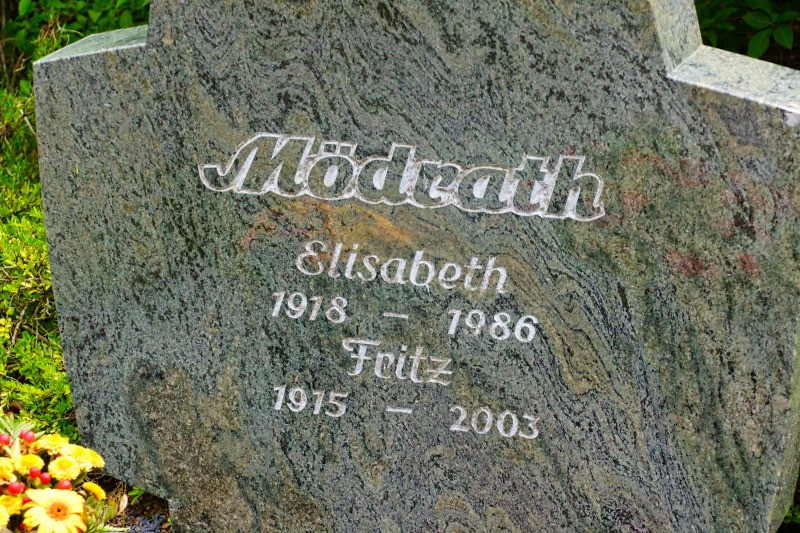 Mödrath
Elisabeth
1918 – 1986
Fritz
1915 – 2003